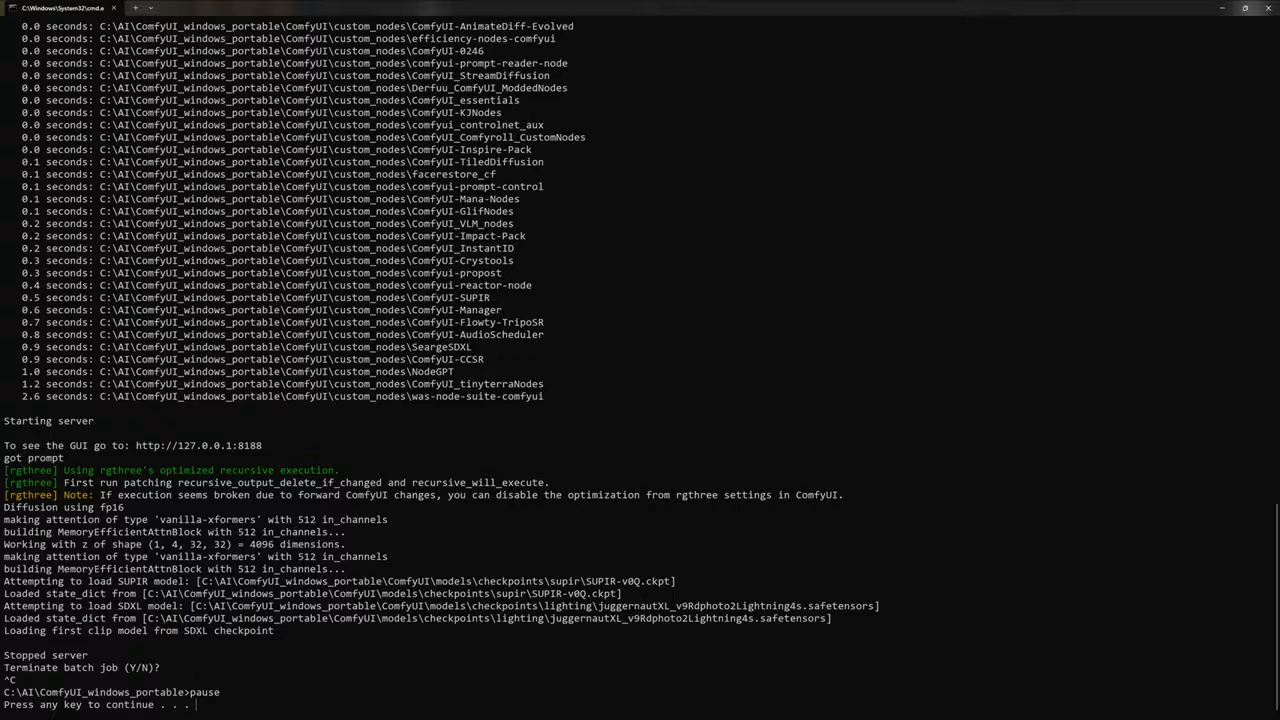 C:\Windows\System32\cmd.e
0.0 seconds: C:\AI\ComfyUI_windows_portable\ComfyUI\custom_nodes\ComfyUI-AnimateDiff-Evolved
0.0 seconds: C:\AI\ComfyUI_windows_portable\ComfyUI\custom_nodes\efficiency-nodes-comfyui
0.0 seconds: C:\AI\ComfyUI_windows_portable\ComfyUI\custom_nodes\ComfyUI-0246
0.0 seconds: C:\AI\ComfyUI_windows_portable\ComfyUI\custom_nodes\comfyui-prompt-reader-node
0.0 seconds: C:\AI\ComfyUI_windows_portable\ComfyUI\custom_nodes\ComfyUI_StreamDiffusion
0.0 seconds: C:\AI\ComfyUI_windows_portable\ComfyUI\custom_nodes\Derfuu_ComfyUI_ModdedNodes
0.0 seconds: C:\AI\ComfyUI_windows_portable\ComfyUI\custom_nodes\ComfyUI_essentials
0.0 seconds: C:\AI\ComfyUI_windows_portable\ComfyUI\custom_nodes\ComfyUI-KJNodes
0.0 seconds: C:\AI\ComfyUI_windows_portable\ComfyUI\custom_nodes\comfyui_controlnet_aux
0.0 seconds: C:\AI\ComfyUI_windows_portable\ComfyUI\custom_nodes\ComfyUI_Comfyroll_CustomNodes
0.0 seconds: C:\AI\ComfyUI_windows_portable\ComfyUI\custom_nodes\ComfyUI-Inspire-Pack
0.1 seconds: C:\AI\ComfyUI_windows_portable\ComfyUI\custom_nodes\ComfyUI-TiledDiffusion
0.1 seconds: C:\AI\ComfyUI_windows_portable\ComfyUI\custom_nodes\facerestore_cf
0.1 seconds: C:\AI\ComfyUI_windows_portable\ComfyUI\custom_nodes\comfyui-prompt-control
0.1 seconds: C:\AI\ComfyUI_windows_portable\ComfyUI\custom_nodes\ComfyUI-Mana-Nodes
0.1 seconds: C:\AI\ComfyUI_windows_portable\ComfyUI\custom_nodes\ComfyUI-GlifNodes
0.2 seconds: C:\AI\ComfyUI_windows_portable\ComfyUI\custom_nodes\ComfyUI_VLM_nodes
0.2 seconds: C:\AI\ComfyUI_windows_portable\ComfyUI\custom_nodes\ComfyUI-Impact-Pack
0.2 seconds: C:\AI\ComfyUI_windows_portable\ComfyUI\custom_nodes\ComfyUI_InstantID
0.3 seconds: C:\AI\ComfyUI_windows_portable\ComfyUI\custom_nodes\ComfyUI-Crystools
0.3 seconds: C:\AI\ComfyUI_windows_portable\ComfyUI\custom_nodes\comfyui-propost
0.4 seconds: C:\AI\ComfyUI_windows_portable\ComfyUI\custom_nodes\comfyui-reactor-node
0.5 seconds: C:\AI\ComfyUI_windows_portable\ComfyUI\custom_nodes\ComfyUI-SUPIR
0.6 seconds: C:\AI\ComfyUI_windows_portable\ComfyUI\custom_nodes\ComfyUI-Manager
0.7 seconds: C:\AI\ComfyUI_windows_portable\ComfyUI\custom_nodes\ComfyUI-Flowty-TripoSR
0.8 seconds: C:\AI\ComfyUI_windows_portable\ComfyUI\custom_nodes\ComfyUI-AudioScheduler
0.9 seconds: C:\AI\ComfyUI_windows_portable\ComfyUI\custom_nodes\SeargeSDXL
0.9 seconds: C:\AI\ComfyUI_windows_portable\ComfyUI\custom_nodes\ComfyUI-CCSR
1.0 seconds: C:\AI\ComfyUI_windows_portable\ComfyUI\custom_nodes\NodeGPT
1.2 seconds: C:\AI\ComfyUI_windows_portable\ComfyUI\custom_nodes\ComfyUI_tinyterraNodes
2.6 seconds: C:\AI\ComfyUI_windows_portable\ComfyUI\custom_nodes\was-node-suite-comfyui
Starting server
To see the GUI go to: http://127.0.0.1:8188
got prompt
[rgthree] Using rgthree's optimized recursive execution.
[rgthree] First run patching recursive_output_delete_if_changed and recursive_will_execute.
[rgthree] Note: If execution seems broken due to forward ComfyUI changes, you can disable the optimization from rgthree settings in ComfyUI.
Diffusion using fp16
making attention of type 'vanilla-xformers' with 512 in_channels
building MemoryEfficientAttnBlock with 512 in_channels...
Working with z of shape (1, 4, 32, 32) = 4096 dimensions.
making attention of type 'vanilla-xformers' with 512 in_channels
building MemoryEfficientAttnBlock with 512 in_channels...
Attempting to load SUPIR model: [C:\AI\ComfyUI_windows_portable\ComfyUI\models\checkpoints\supir\SUPIR-v0Q.ckpt]
Loaded state_dict from [C:\AI\ComfyUI_windows_portable\ComfyUI\models\checkpoints\supir\SUPIR-v0Q.ckpt]
Attempting to load SDXL model: [C:\AI\ComfyUI_windows_portable\ComfyUI\models\checkpoints\lighting\juggernautXL_v9Rdphoto2Lightning4s.safetensors]
Loaded state_dict from [C:\AI\ComfyUI_windows_portable\ComfyUI\models\checkpoints\lighting\juggernautXL_v9Rdphoto2Lightning4s.safetensors]
Loading first clip model from SDXL checkpoint
Stopped server
Terminate batch job (Y/N)?
^C
C:\AI\ComfyUI_windows_portable>pause
Press any key to continue . . .